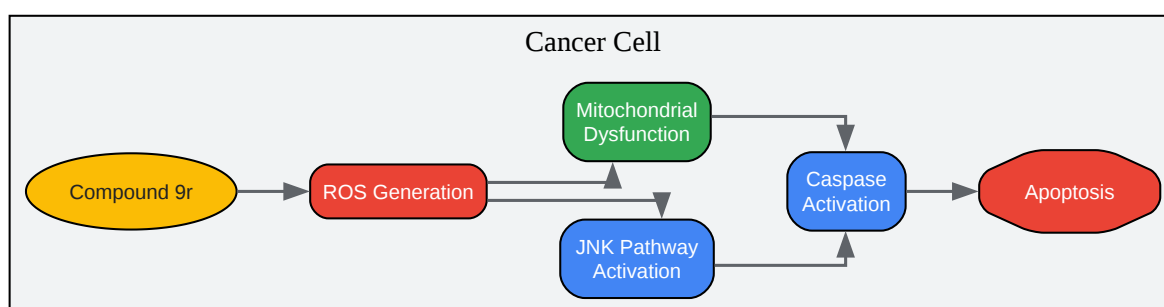 Cancer Cell
Compound 9r
ROS Generation
Mitochondrial
Dysfunction
JNK Pathway
Activation
Caspase
Activation
Apoptosis